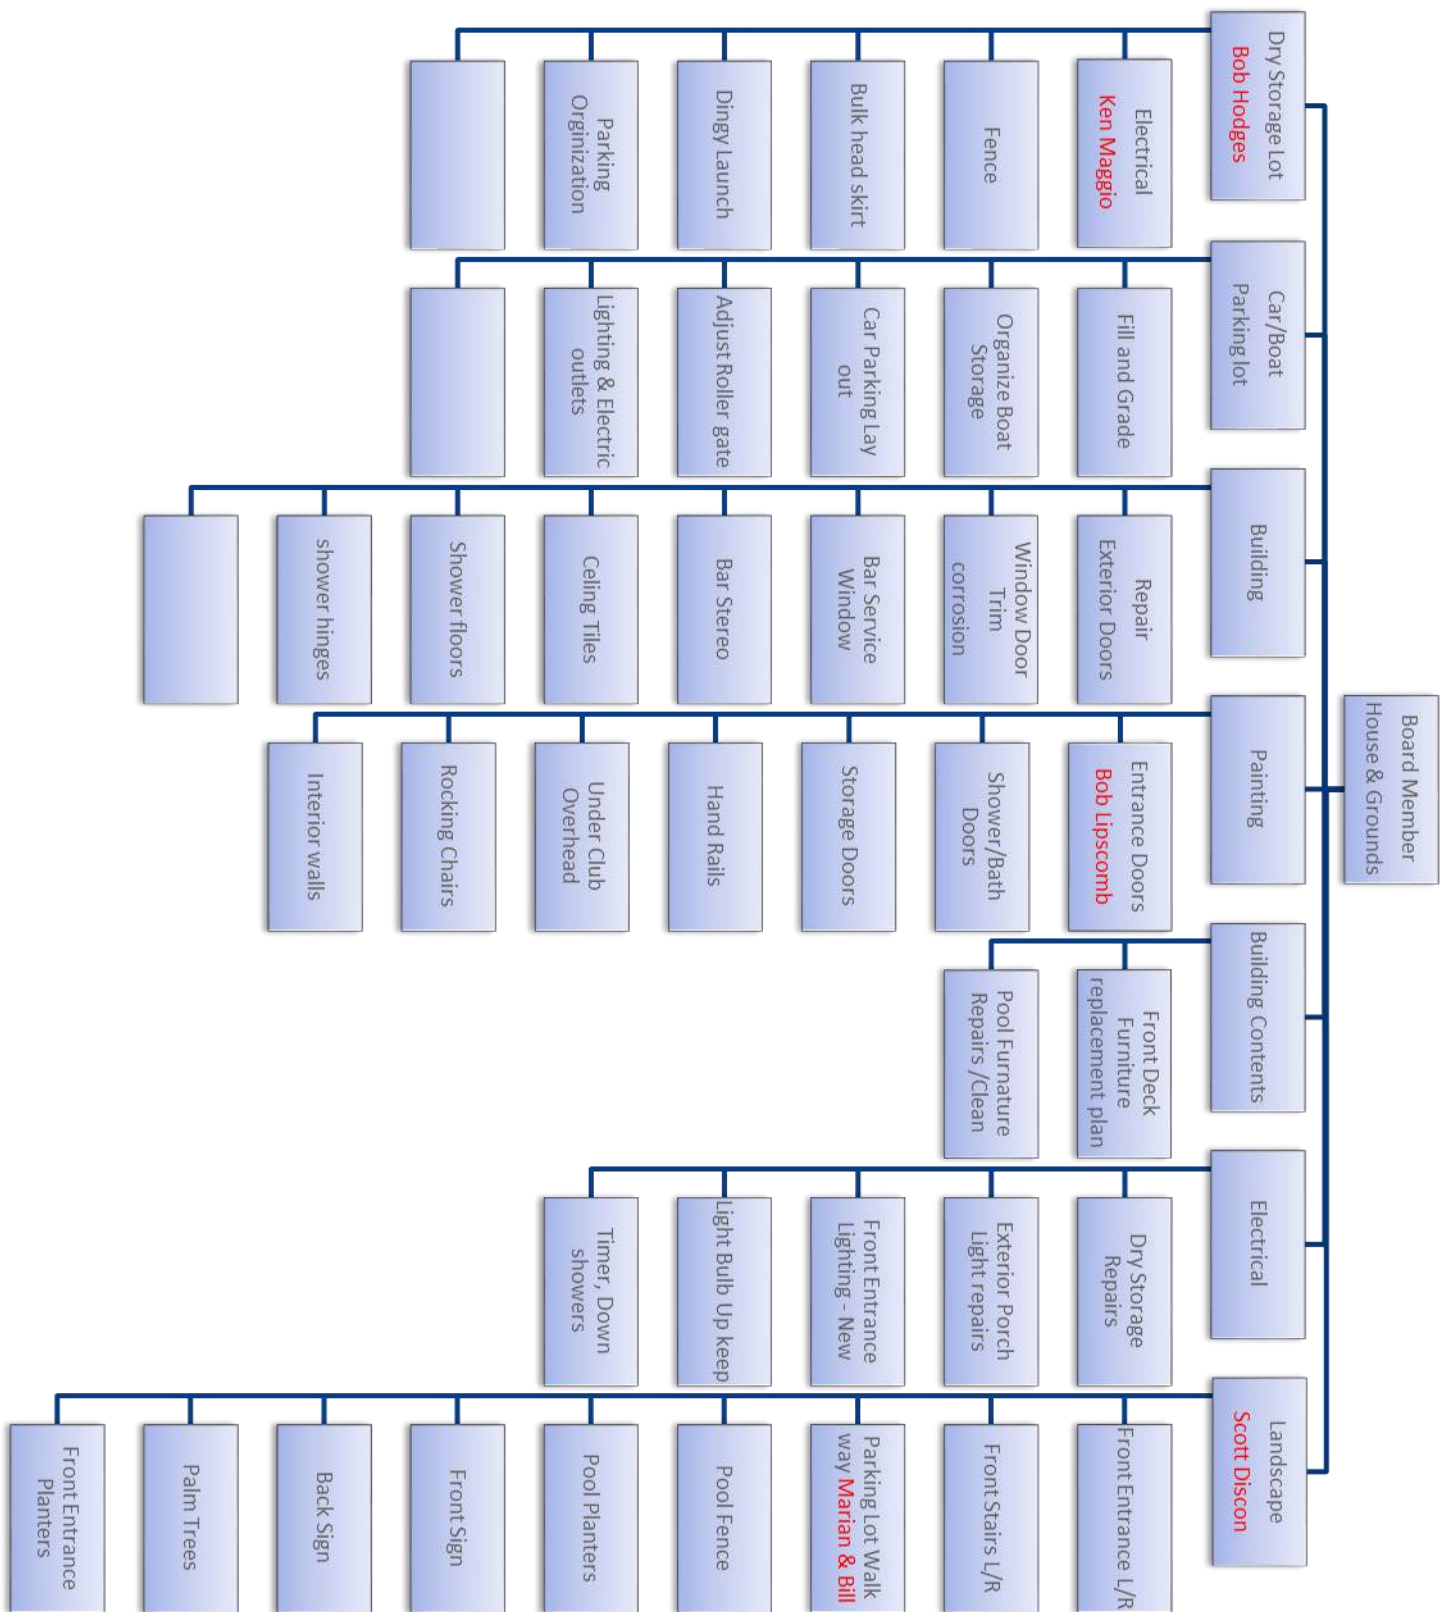 Board Member
House & Grounds
Dry Storage Lot
Bob Hodges
Electrical
Ken Maggio
Fence
Bulk head skirt
Dingy Launch
Parking
Orginization
Car/Boat
Parking lot
Fill and Grade
Organize Boat
Storage
Car Parking Lay
out
Adjust Roller gate
Lighting & Electric
outlets
Building
Repair
Exterior Doors
Window Door
Trim
corrosion
Bar Service
Window
Bar Stereo
Celing Tiles
Shower floors
shower hinges
Painting
Entrance Doors
Bob Lipscomb
Shower/Bath
Doors
Storage Doors
Hand Rails
Under Club
Overhead
Rocking Chairs
Interior walls
Building Contents
Front Deck
Furniture
replacement plan
Pool Furnature
Repairs /Clean
Electrical
Dry Storage
Repairs
Exterior Porch
Light repairs
Front Entrance
Lighting - New
Light Bulb Up keep
Timer, Down
showers
Landscape
Scott Discon
Front Entrance L/R
Front Stairs L/R
Parking Lot Walk
way Marian & Bill
Pool Fence
Pool Planters
Front Sign
Back Sign
Palm Trees
Front Entrance
Planters